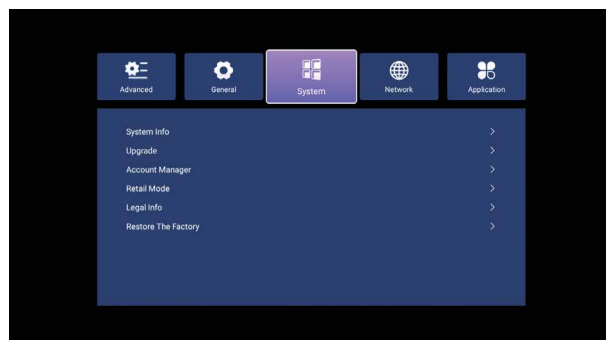 Advanced
General
System
Network
Application
System Info
Upgrade
Account Manager
Retail Mode
Legal Info
Restore The Factory